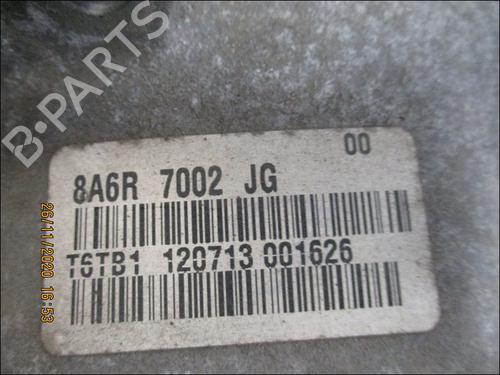 B-PARTS
00
8A6R 7002 JG
T6TB1 120713 001626
26/11/2020 16:53